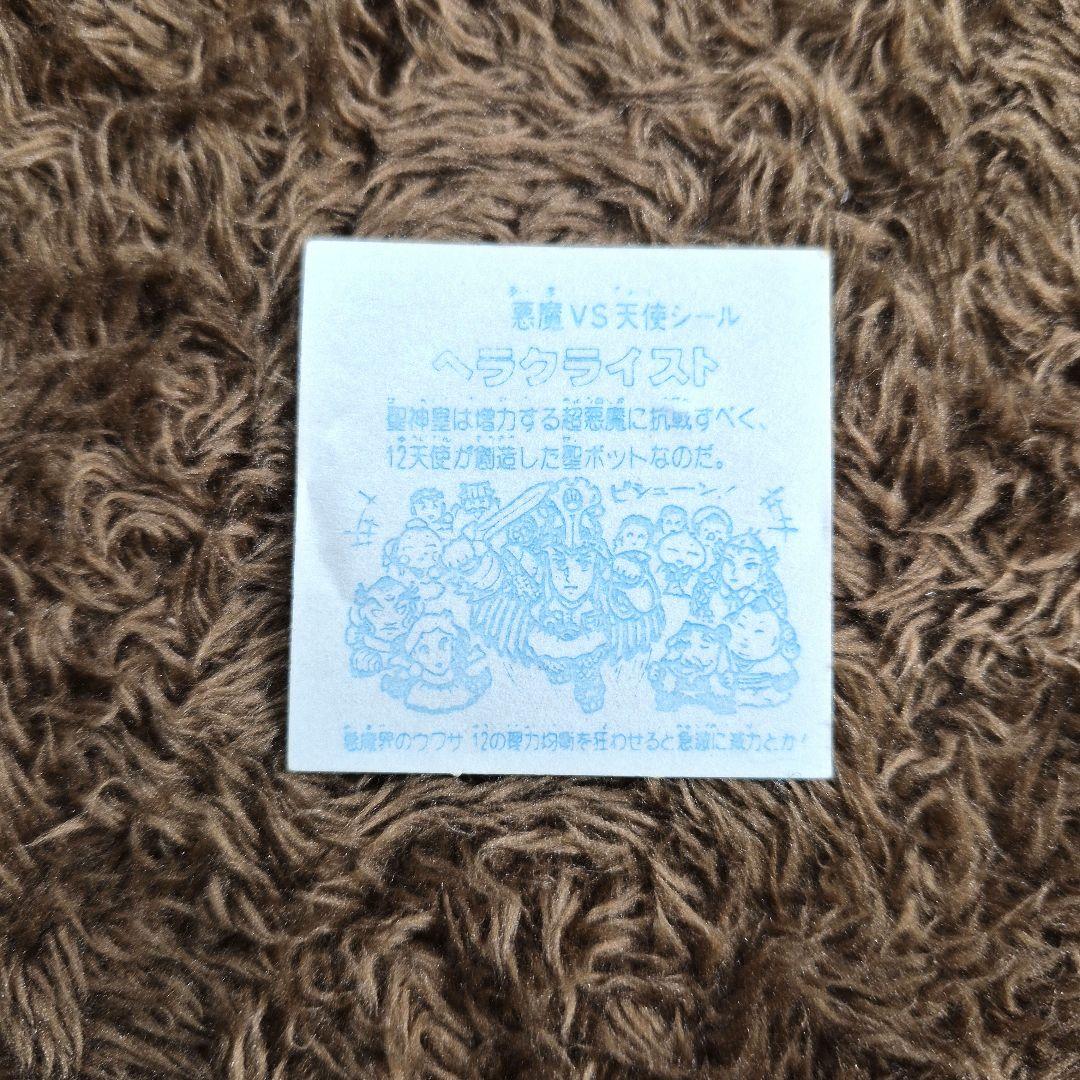 悪魔VS天使シール
ヘラクライスト
聖神皇は増力する超悪魔に抗戦すべく、
12天使が創造した聖ボットなのだ。
ビシューン!
悪魔界のウワサ 12の聖力均衡を狂わせると急激に減力とか!